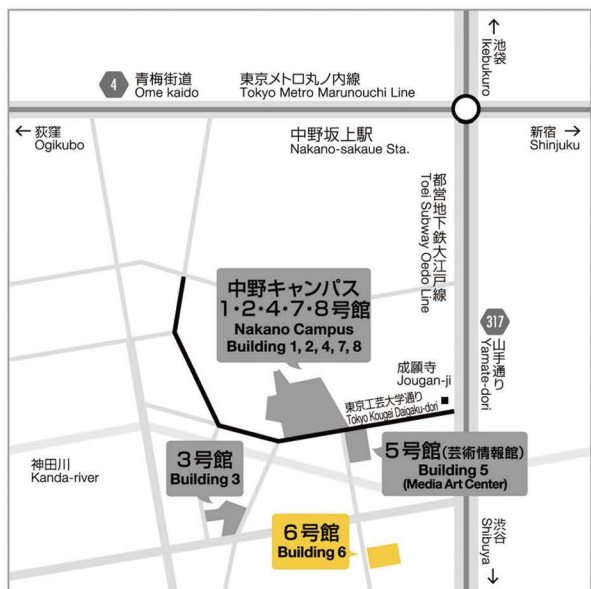 ↑
池袋
Ikebukuro
4
青梅街道
Ome kaido
東京メトロ丸ノ内線
Tokyo Metro Marunouchi Line
← 荻窪
Ogikubo
中野坂上駅
Nakano-sakaue Sta.
新宿 →
Shinjuku
都営地下鉄大江戸線
Toei Subway Oedo Line
中野キャンパス
1・2・4・7・8号館
Nakano Campus
Building 1, 2, 4, 7, 8
317
山手通り
Yamate-dori
成願寺
Jougan-ji
東京工芸大学通り
Tokyo Kougei Daigaku-dori
5号館(芸術情報館)
Building 5
(Media Art Center)
3号館
Building 3
神田川
Kanda-river
6号館
Building 6
渋谷
Shibuya
↓